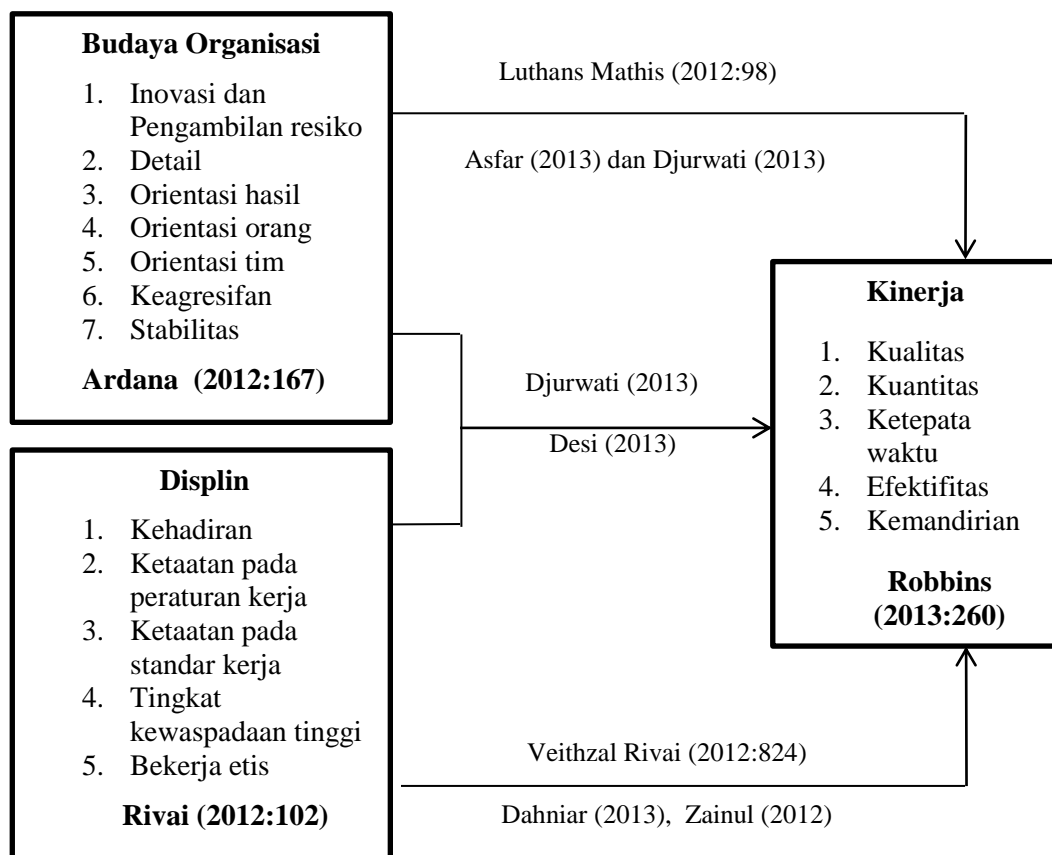 Budaya Organisasi
1. Inovasi dan
Pengambilan resiko
2. Detail
3. Orientasi hasil
4. Orientasi orang
5. Orientasi tim
6. Keagresifan
7. Stabilitas
Ardana (2012:167)
Luthans Mathis (2012:98)
Asfar (2013) dan Djurwati (2013)
Djurwati (2013)
Desi (2013)
Displin
1. Kehadiran
2. Ketaatan pada
peraturan kerja
3. Ketaatan pada
standar kerja
4. Tingkat
kewaspadaan tinggi
5. Bekerja etis
Rivai (2012:102)
Veithzal Rivai (2012:824)
Dahniar (2013), Zainul (2012)
Kinerja
1. Kualitas
2. Kuantitas
3. Ketepata
waktu
4. Efektifitas
5. Kemandirian
Robbins
(2013:260)